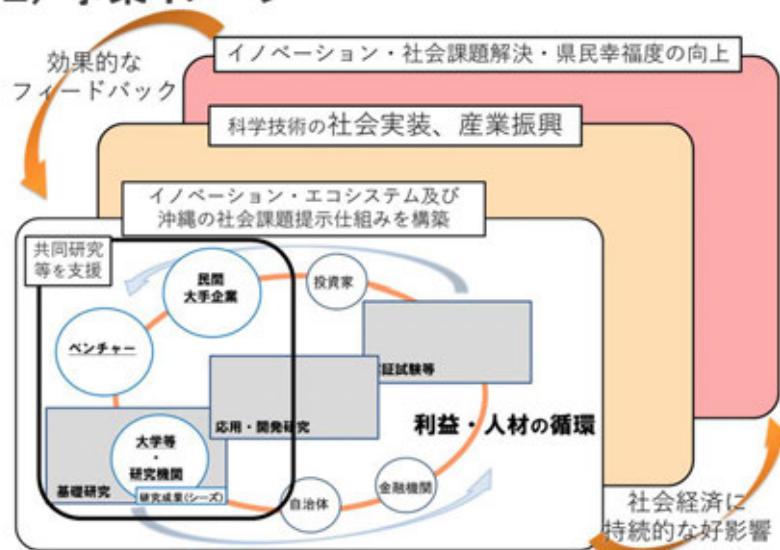 効果的な
フィードバック
イノベーション・社会課題解決・県民幸福度の向上
科学技術の社会実装、産業振興
イノベーション・エコシステム及び
沖縄の社会課題提示仕組みを構築
共同研究
等を支援
民間
大手企業
投資家
ベンチャー
証試験等
応用・開発研究
利益・人材の循環
大学等
・
研究機関
基礎研究
研究成果(シーズ)
自治体
金融機関
社会経済に
持続的な好影響